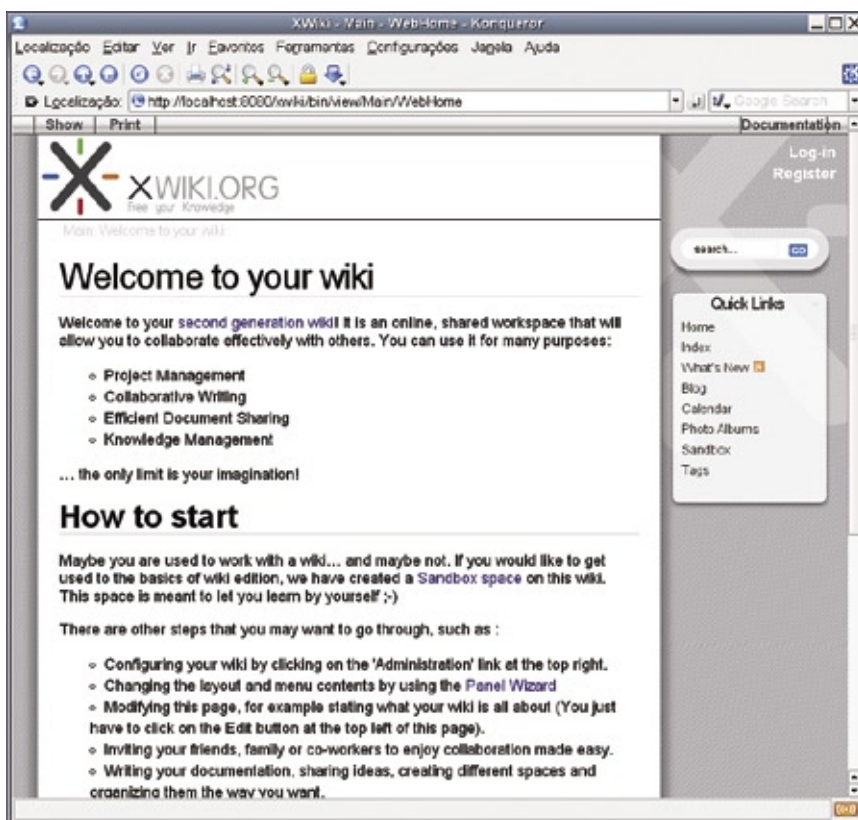 XWiki - Main - WebHome - Konqueror
Localização Editar Ver Ir Favoritos Ferramentas Configurações Janela Ajuda
Localização: http://localhost:8080/xwiki/bin/view/Main/WebHome
Google Search
Show Print Documentation
Log-in
Register
XWIKI.ORG
Free your Knowledge
Main: Welcome to your wiki
search... GO
Welcome to your wiki
Welcome to your second generation wiki! It is an online, shared workspace that will
allow you to collaborate effectively with others. You can use it for many purposes:
Project Management
Collaborative Writing
Efficient Document Sharing
Knowledge Management
... the only limit is your imagination!
How to start
Maybe you are used to work with a wiki... and maybe not. If you would like to get
used to the basics of wiki edition, we have created a Sandbox space on this wiki.
This space is meant to let you learn by yourself ;-)
There are other steps that you may want to go through, such as :
Configuring your wiki by clicking on the 'Administration' link at the top right.
Changing the layout and menu contents by using the Panel Wizard
Modifying this page, for example stating what your wiki is all about (You just
have to click on the Edit button at the top left of this page).
Inviting your friends, family or co-workers to enjoy collaboration made easy.
Writing your documentation, sharing ideas, creating different spaces and
organizing them the way you want.
Quick Links
Home
Index
What's New
Blog
Calendar
Photo Albums
Sandbox
Tags